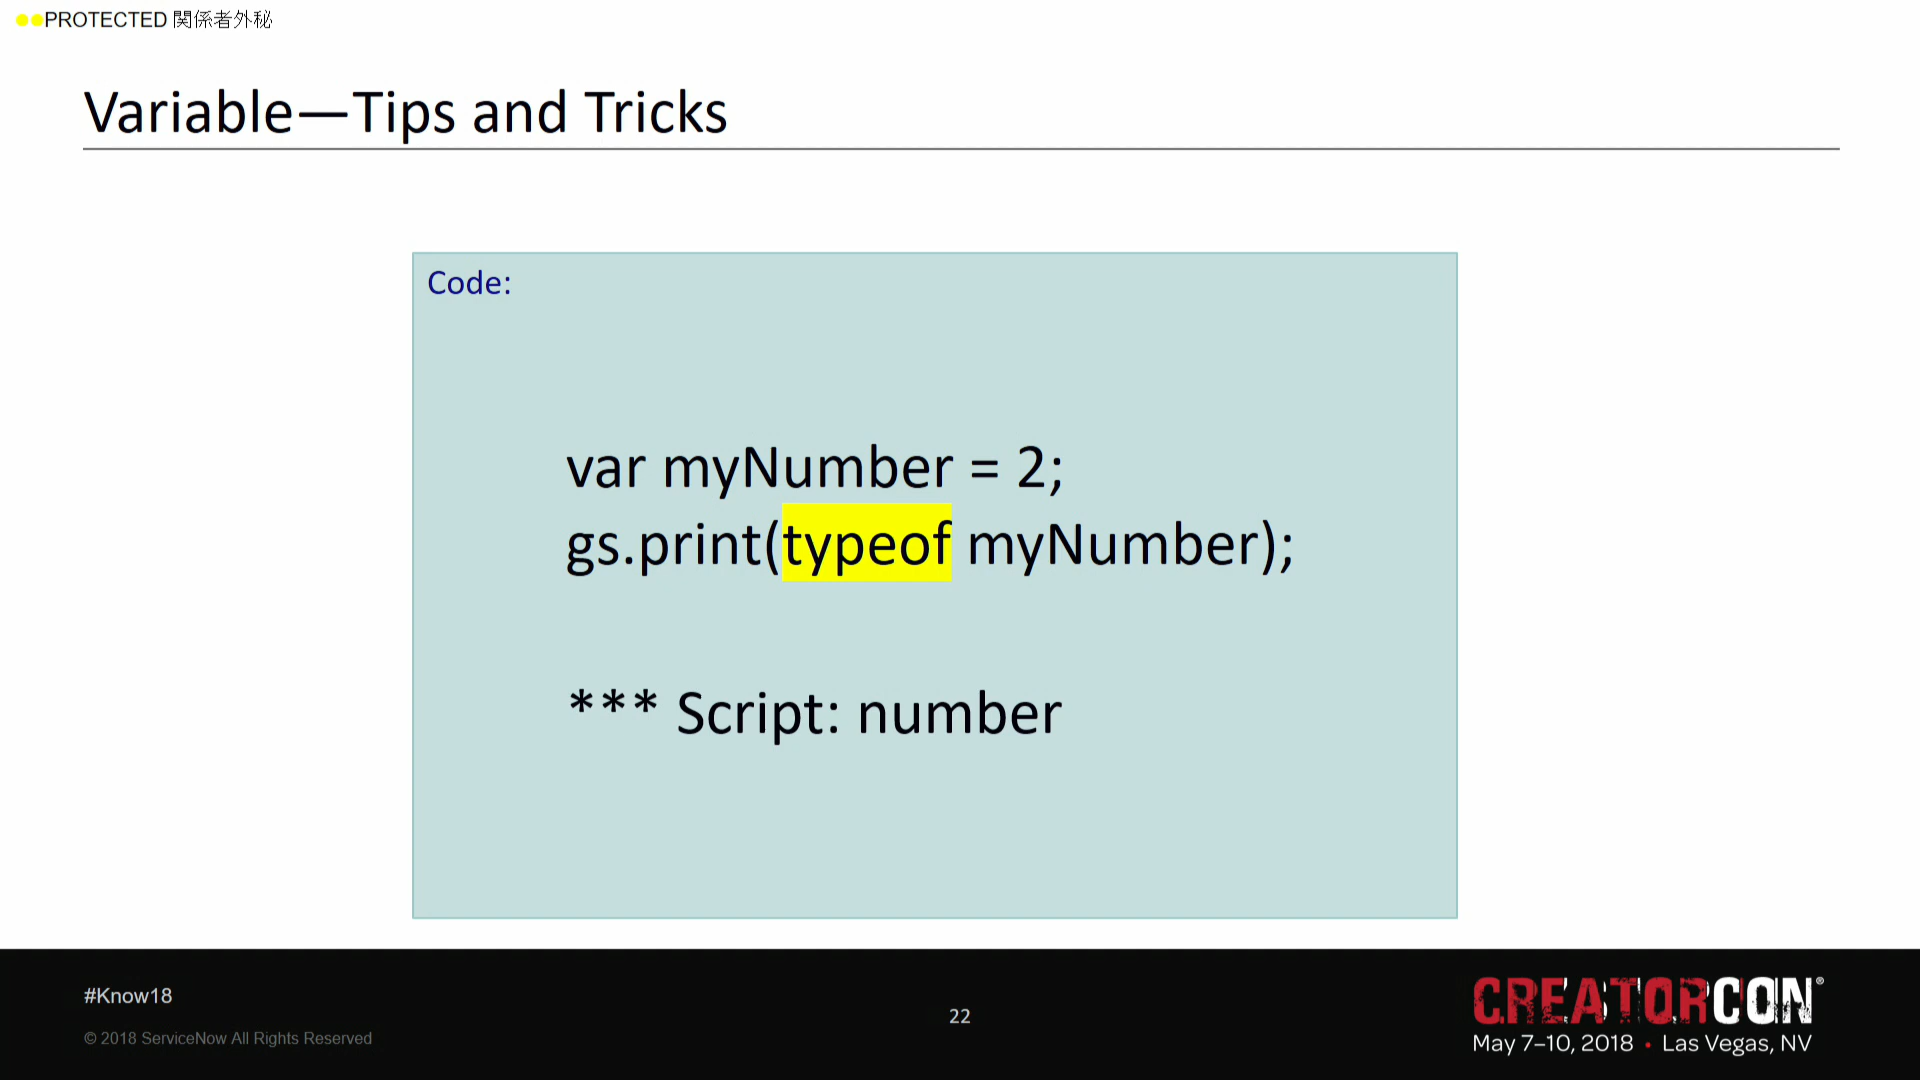 PROTECTED 関係者外秘
Variable—Tips and Tricks
Code:
var myNumber = 2;
gs.print(typeof myNumber);
*** Script: number
#Know18
© 2018 ServiceNow All Rights Reserved
22
CREATORCON®
May 7–10, 2018 • Las Vegas, NV